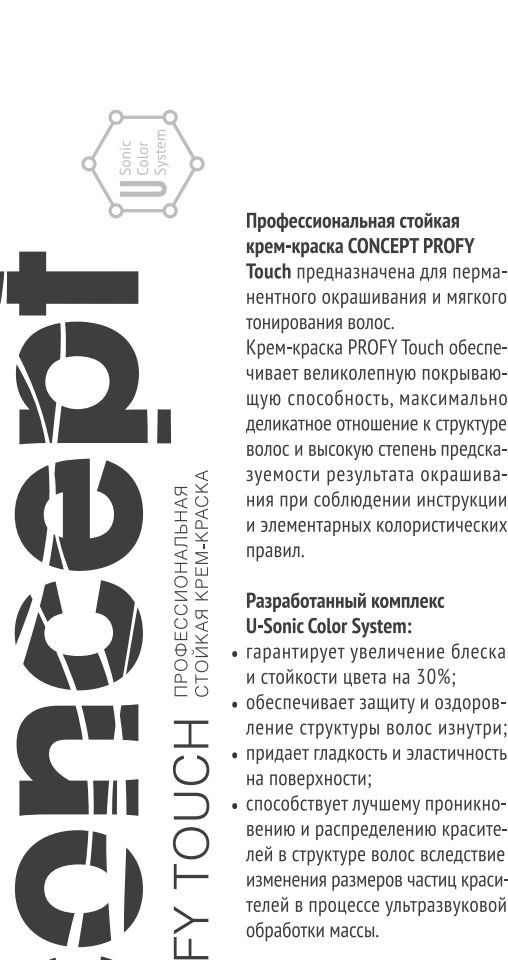 U Sonic
Color
System
concept
PROFY TOUCH
ПРОФЕССИОНАЛЬНАЯ
СТОЙКАЯ КРЕМ-КРАСКА
Профессиональная стойкая
крем-краска CONCEPT PROFY
Touch предназначена для перма-
нентного окрашивания и мягкого
тонирования волос.
Крем-краска PROFY Touch обеспе-
чивает великолепную покрываю-
щую способность, максимально
деликатное отношение к структуре
волос и высокую степень предска-
зуемости результата окрашива-
ния при соблюдении инструкции
и элементарных колористических
правил.
Разработанный комплекс
U-Sonic Color System:
• гарантирует увеличение блеска
и стойкости цвета на 30%;
• обеспечивает защиту и оздоров-
ление структуры волос изнутри;
• придает гладкость и эластичность
на поверхности;
• способствует лучшему проникно-
вению и распределению красите-
лей в структуре волос вследствие
изменения размеров частиц краси-
телей в процессе ультразвуковой
обработки массы.